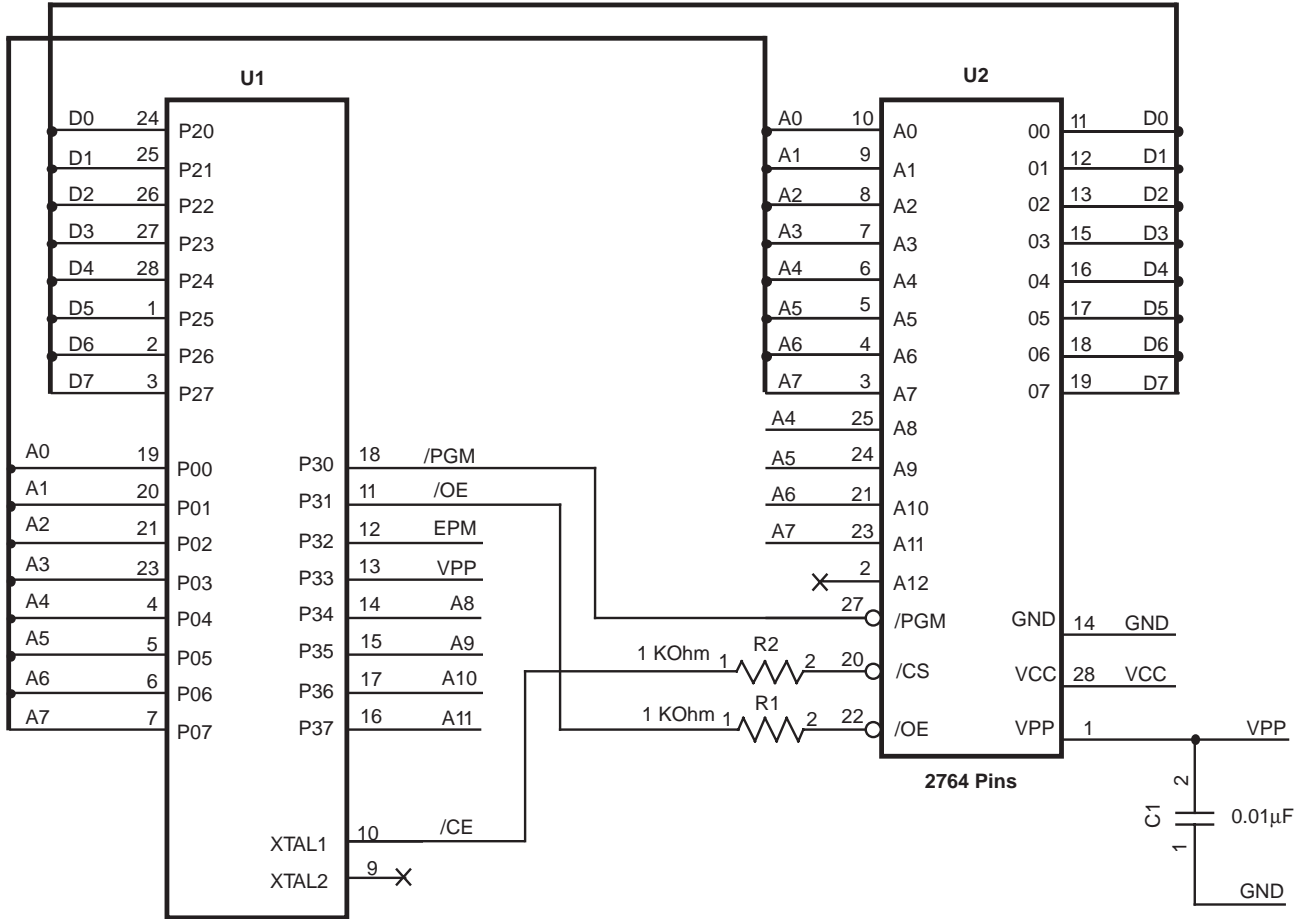 U1
U2
D0 24 P20
D1 25 P21
D2 26 P22
D3 27 P23
D4 28 P24
D5 1 P25
D6 2 P26
D7 3 P27
A0 19 P00
A1 20 P01
A2 21 P02
A3 23 P03
A4 4 P04
A5 5 P05
A6 6 P06
A7 7 P07
P30 18 /PGM
P31 11 /OE
P32 12 EPM
P33 13 VPP
P34 14 A8
P35 15 A9
P36 17 A10
P37 16 A11
XTAL1 10 /CE
XTAL2 9
A0 10 A0
A1 9 A1
A2 8 A2
A3 7 A3
A4 6 A4
A5 5 A5
A6 4 A6
A7 3 A7
A4 25 A8
A5 24 A9
A6 21 A10
A7 23 A11
2 A12
27 /PGM
1 KOhm 1 R2 2 20 /CS
1 KOhm 1 R1 2 22 /OE
00 11 D0
01 12 D1
02 13 D2
03 15 D3
04 16 D4
05 17 D5
06 18 D6
07 19 D7
GND 14 GND
VCC 28 VCC
VPP 1 VPP
2764 Pins
2
C1 0.01µF
1
GND